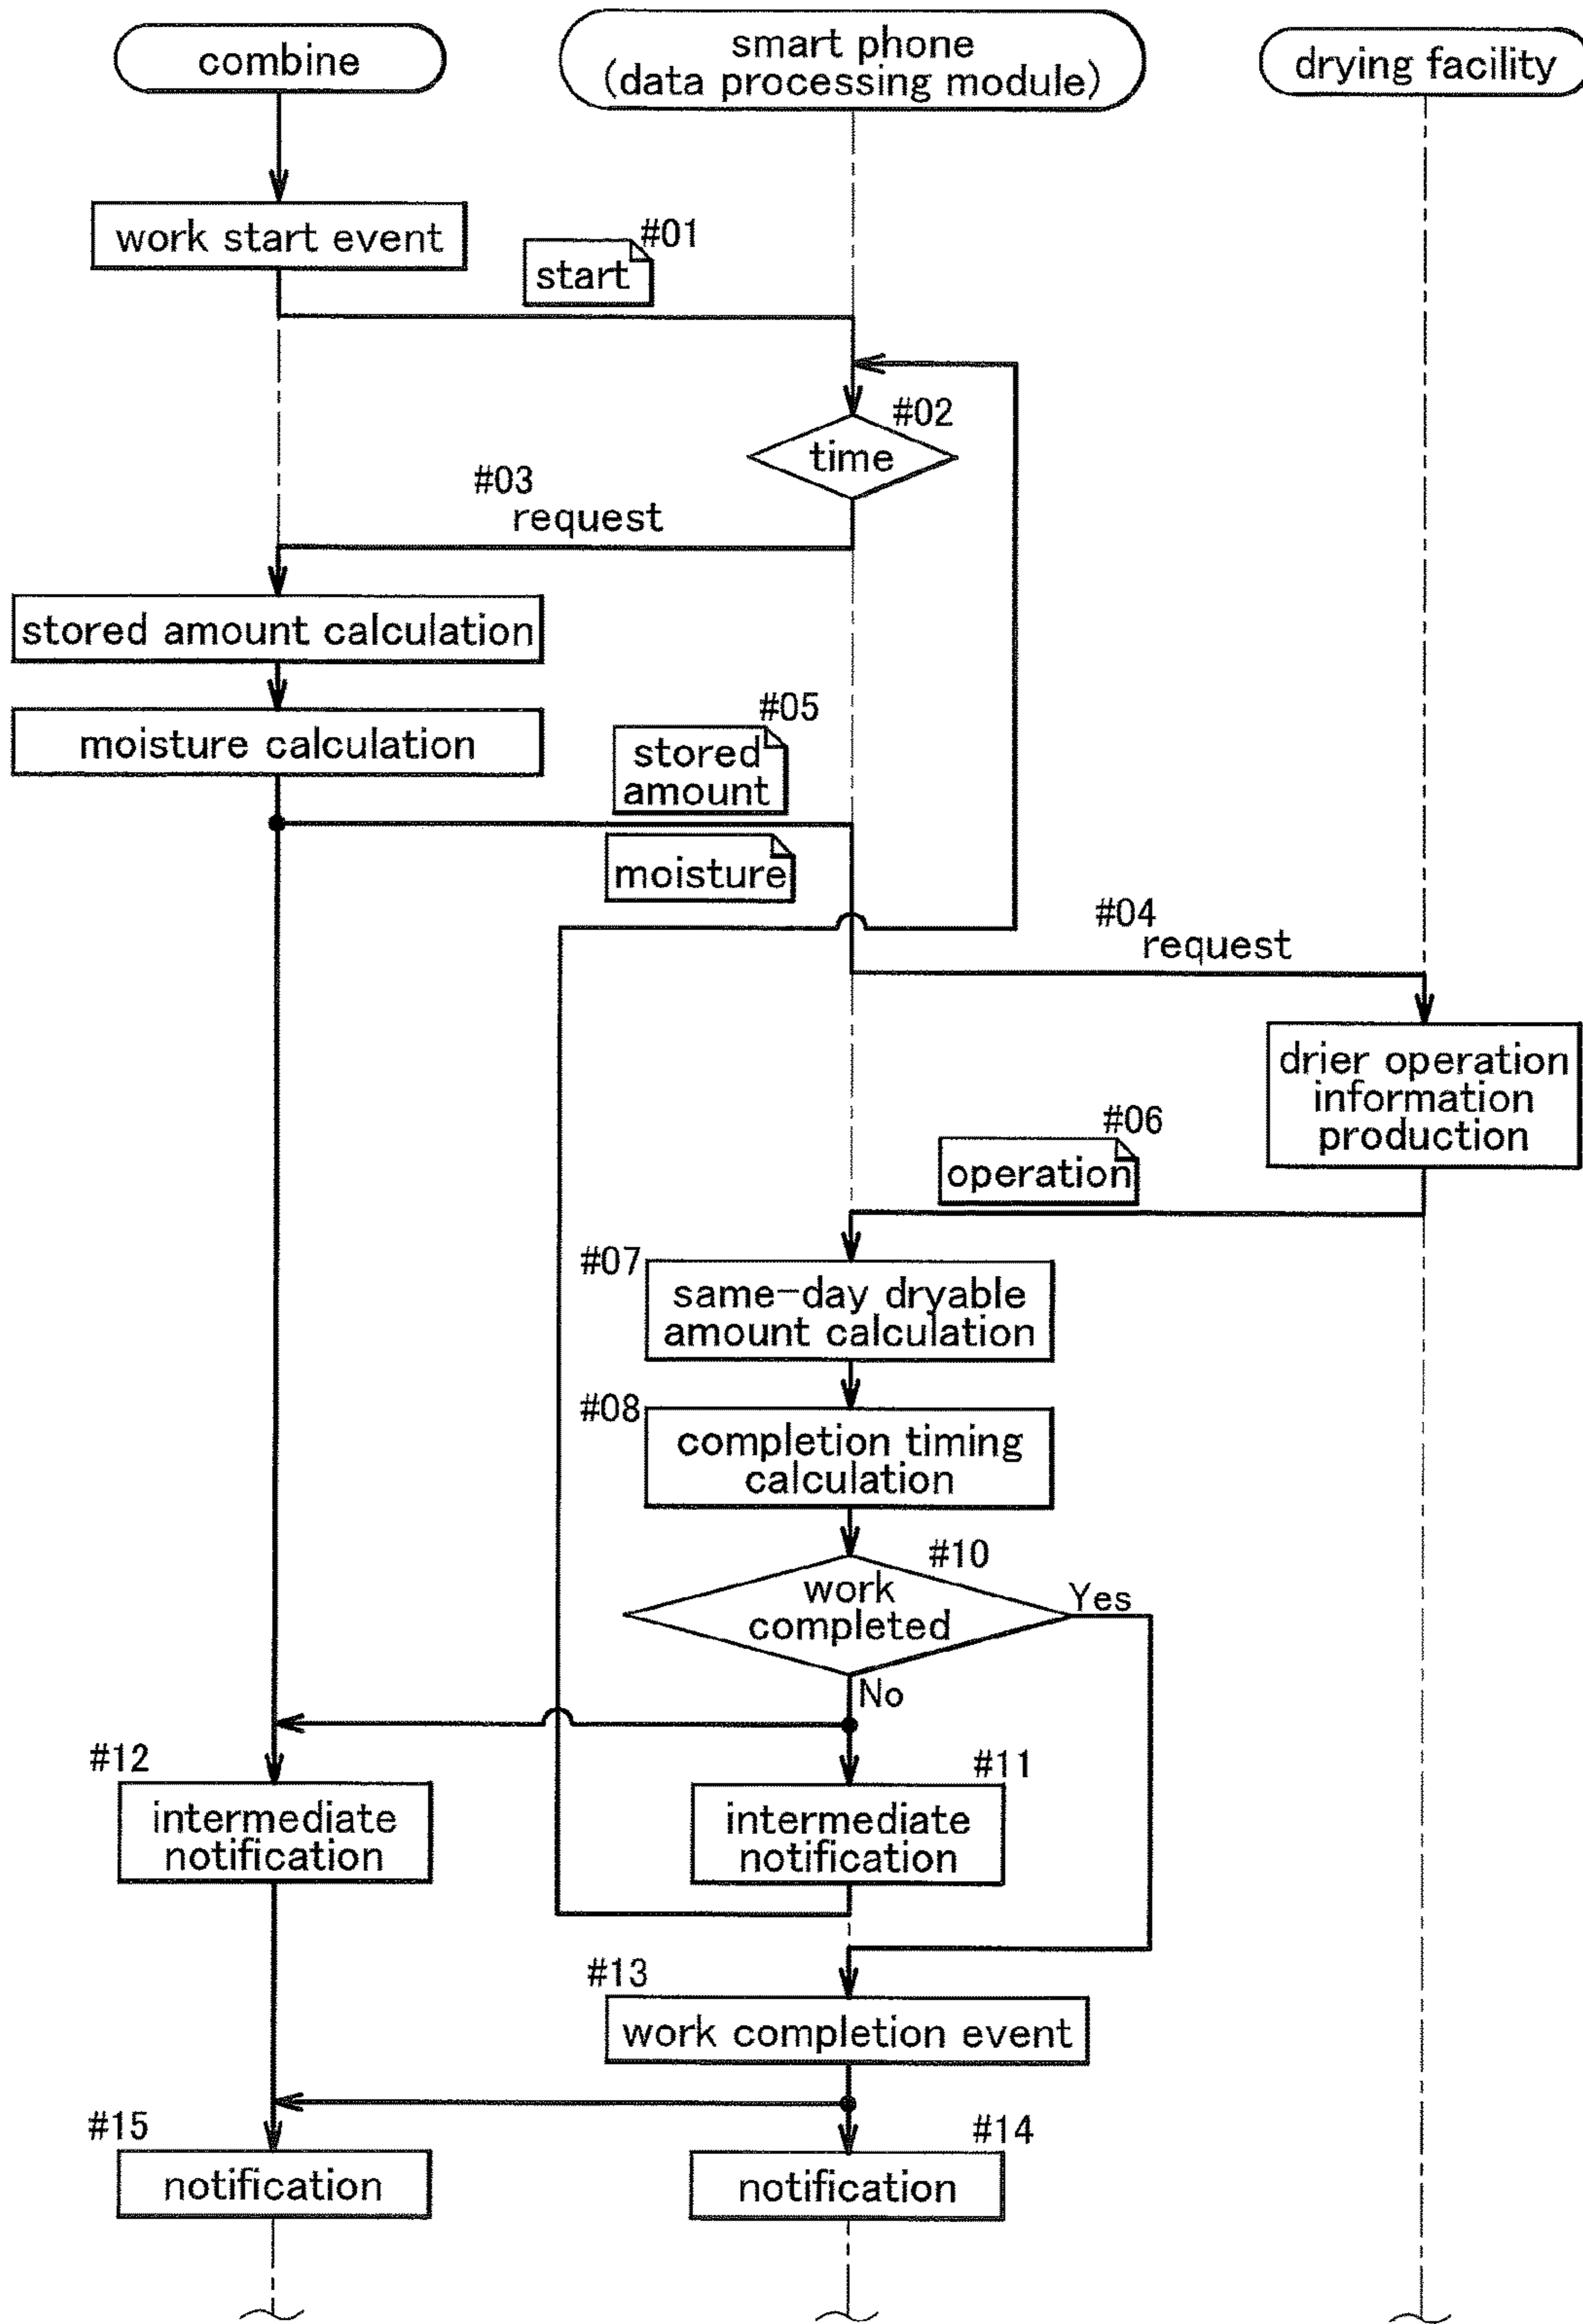 combine
smart phone
(data processing module)
drying facility
work start event
#01
start
#02
time
#03
request
stored amount calculation
moisture calculation
#05
stored
amount
moisture
#04
request
drier operation
information
production
#06
operation
#07
same-day dryable
amount calculation
#08
completion timing
calculation
#10
work
completed
Yes
No
#12
intermediate
notification
#11
intermediate
notification
#13
work completion event
#15
notification
#14
notification